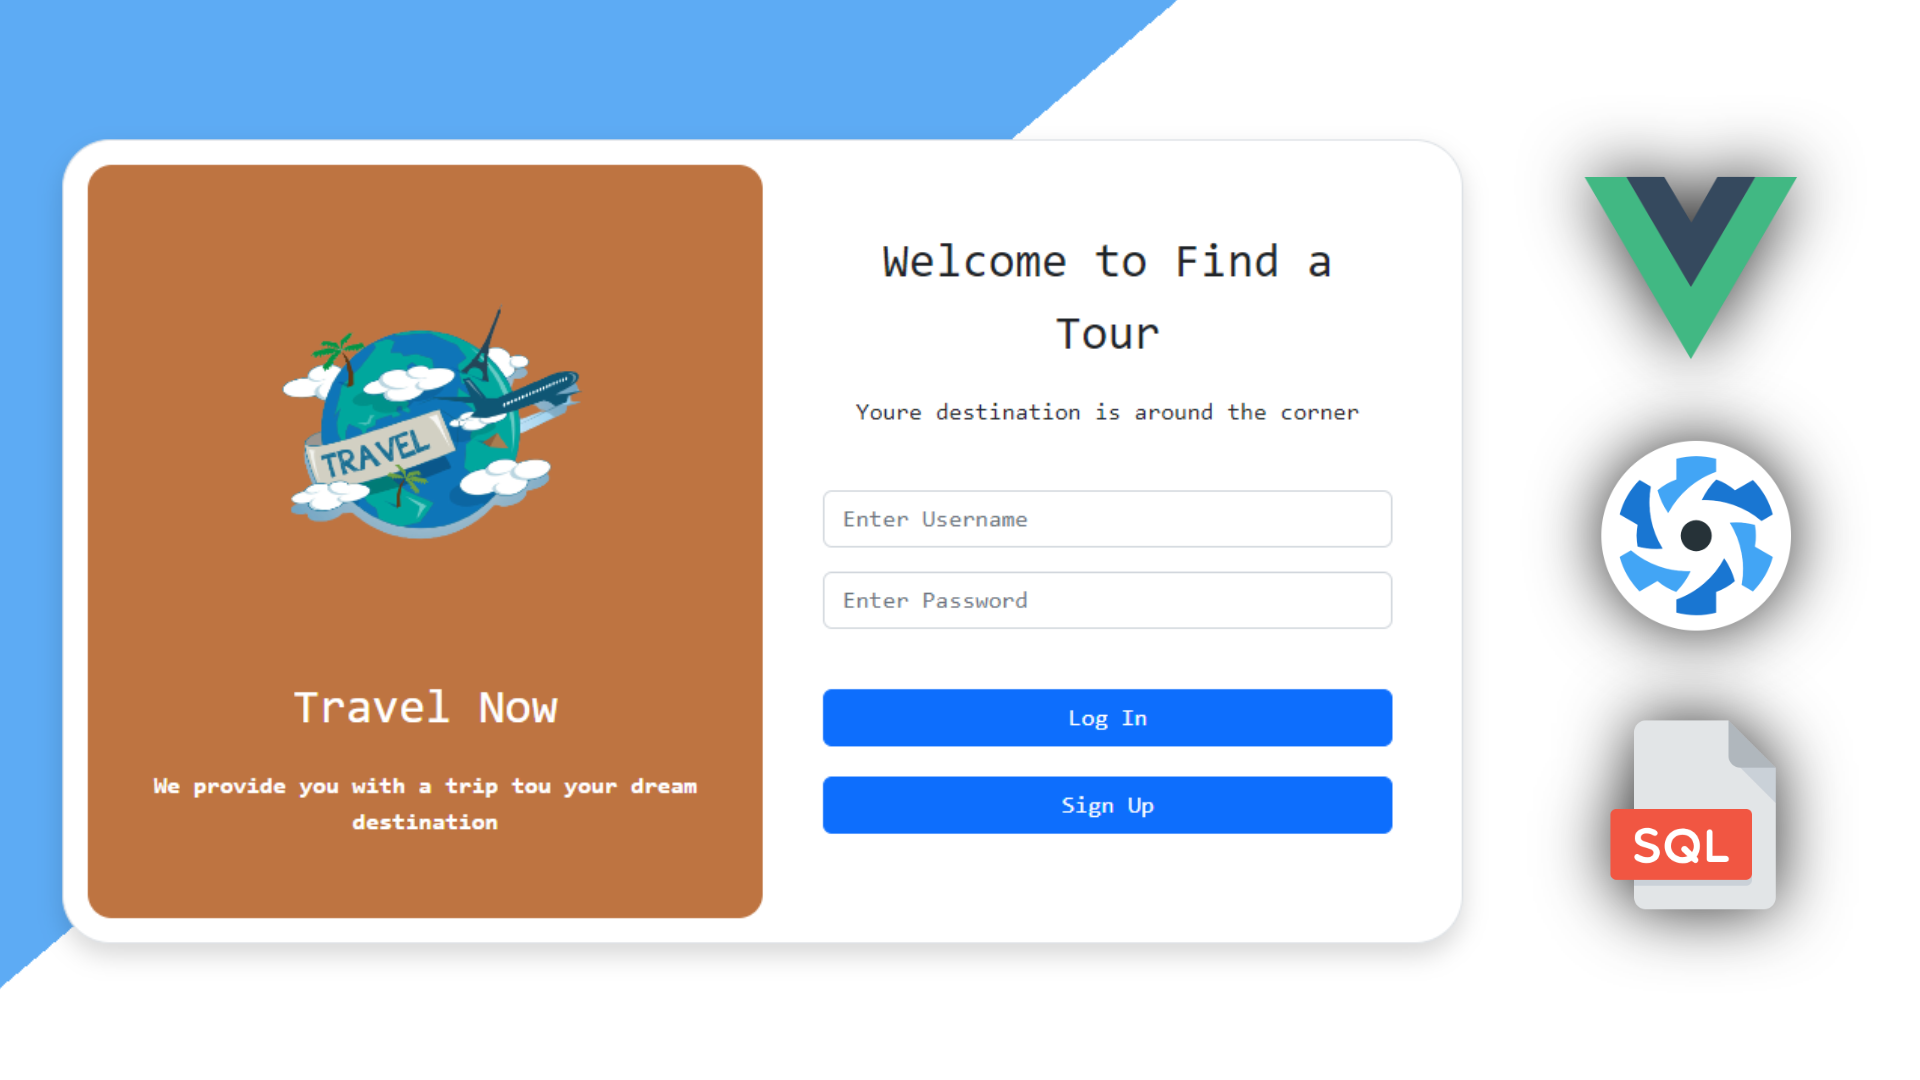 TRAVEL
Travel Now
We provide you with a trip tou your dream
destination
Welcome to Find a
Tour
Youre destination is around the corner
Enter Username
Enter Password
Log In
Sign Up
SQL